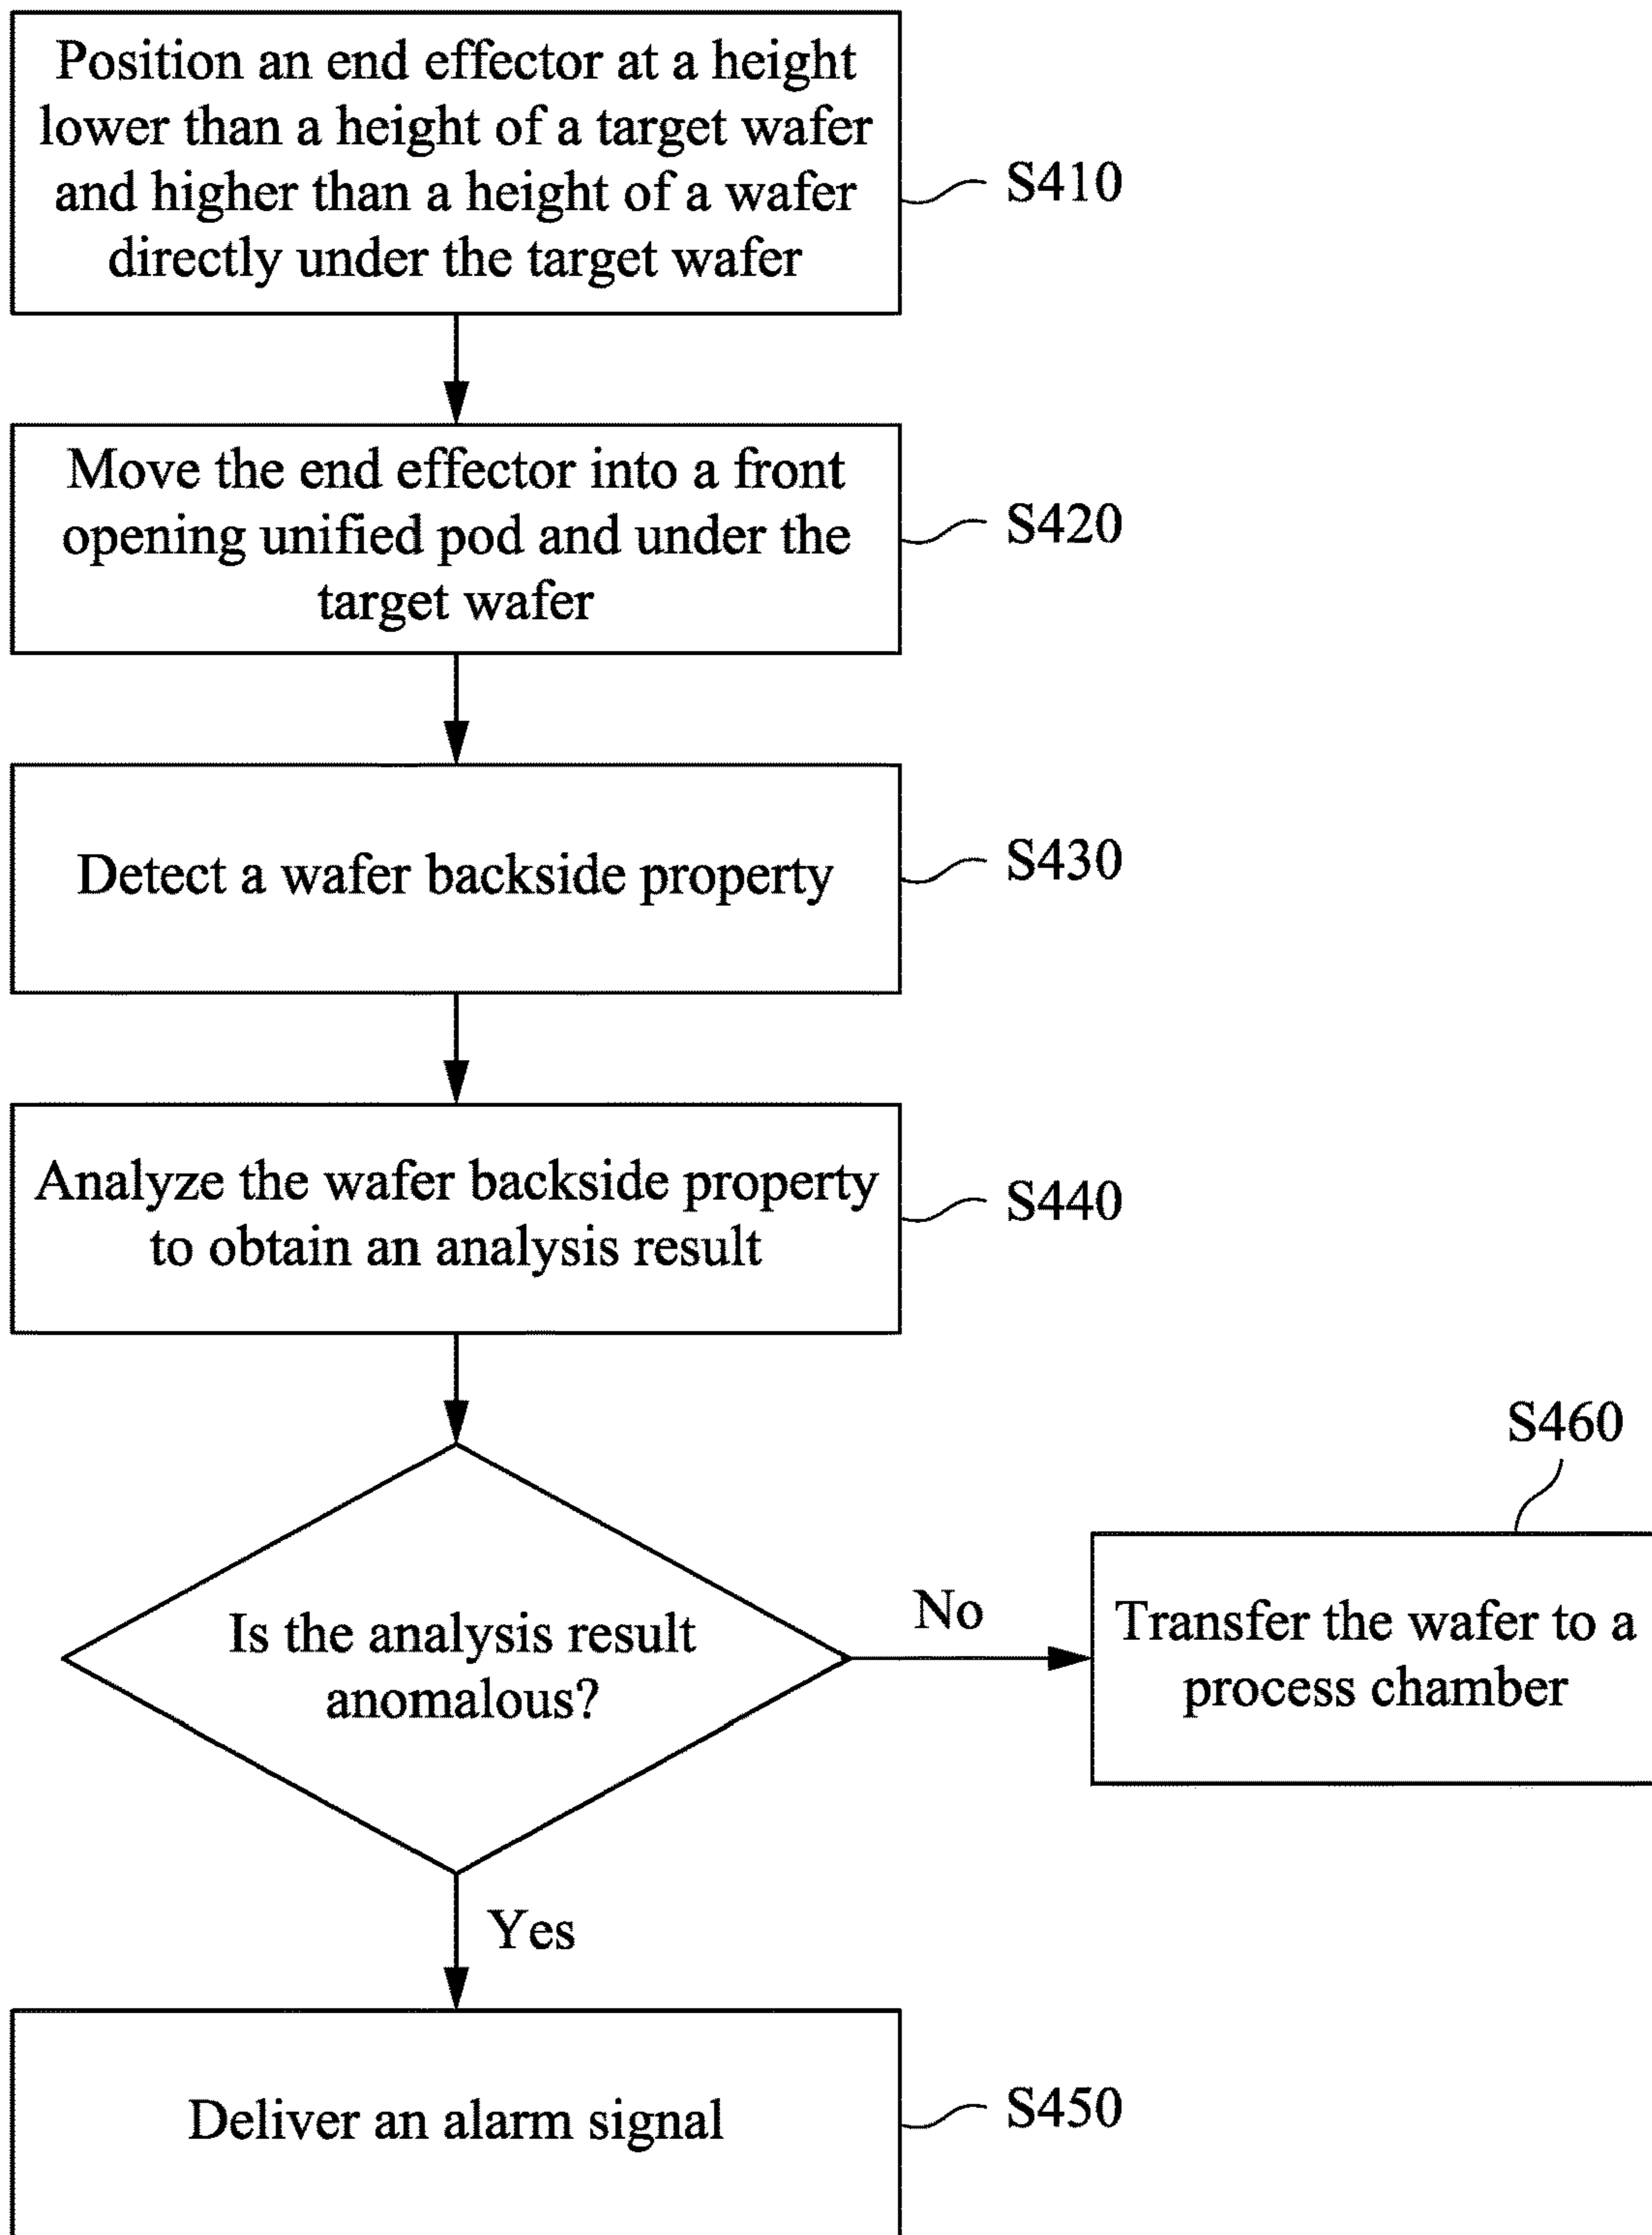 Position an end effector at a height
lower than a height of a target wafer
and higher than a height of a wafer
directly under the target wafer
S410
Move the end effector into a front
opening unified pod and under the
target wafer
S420
Detect a wafer backside property
S430
Analyze the wafer backside property
to obtain an analysis result
S440
Is the analysis result
anomalous?
No
S460
Transfer the wafer to a
process chamber
Yes
Deliver an alarm signal
S450